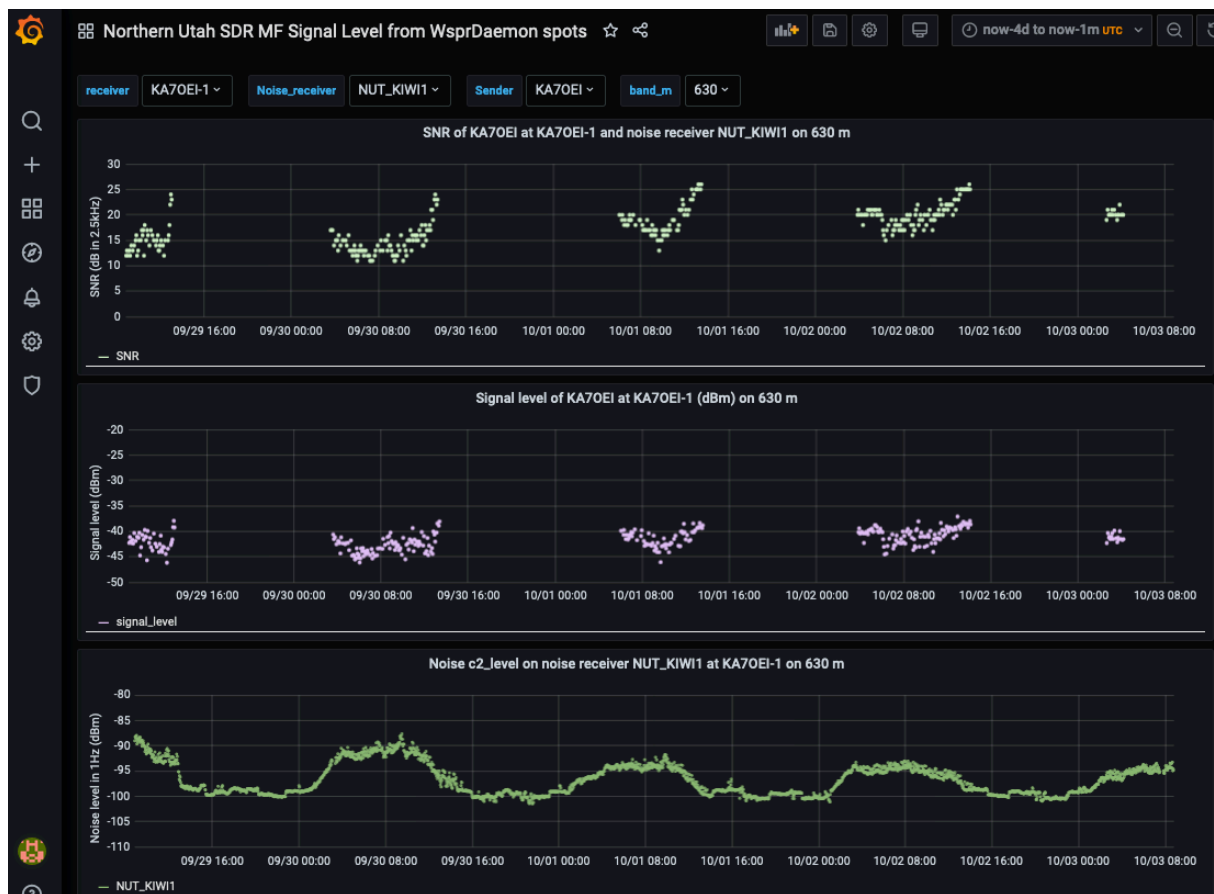 Northern Utah SDR MF Signal Level from WsprDaemon spots
now-4d to now-1m UTC
receiver KA7OEI-1 Noise_receiver NUT_KIWI1 Sender KA7OEI band_m 630
SNR of KA7OEI at KA7OEI-1 and noise receiver NUT_KIWI1 on 630 m
SNR (dB in 2.5kHz)
30
25
20
15
10
5
0
09/29 16:00 09/30 00:00 09/30 08:00 09/30 16:00 10/01 00:00 10/01 08:00 10/01 16:00 10/02 00:00 10/02 08:00 10/02 16:00 10/03 00:00 10/03 08:00
SNR
Signal level of KA7OEI at KA7OEI-1 (dBm) on 630 m
Signal level (dBm)
-20
-25
-30
-35
-40
-45
-50
09/29 16:00 09/30 00:00 09/30 08:00 09/30 16:00 10/01 00:00 10/01 08:00 10/01 16:00 10/02 00:00 10/02 08:00 10/02 16:00 10/03 00:00 10/03 08:00
signal_level
Noise c2_level on noise receiver NUT_KIWI1 at KA7OEI-1 on 630 m
Noise level in 1Hz (dBm)
-80
-85
-90
-95
-100
-105
-110
09/29 16:00 09/30 00:00 09/30 08:00 09/30 16:00 10/01 00:00 10/01 08:00 10/01 16:00 10/02 00:00 10/02 08:00 10/02 16:00 10/03 00:00 10/03 08:00
NUT_KIWI1